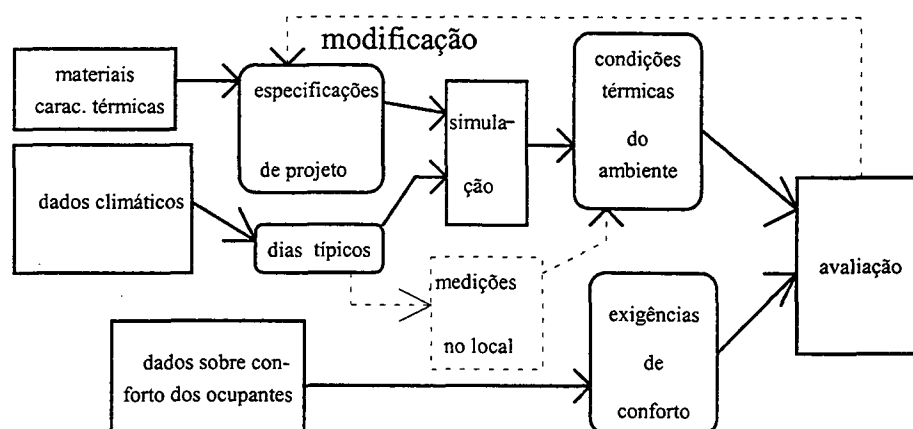 modificação
materiais
carac. térmicas
especificações
de projeto
simula-
ção
condições
térmicas
do
ambiente
dados climáticos
dias típicos
medições
no local
avaliação
exigências
de
conforto
dados sobre con-
forto dos ocupantes